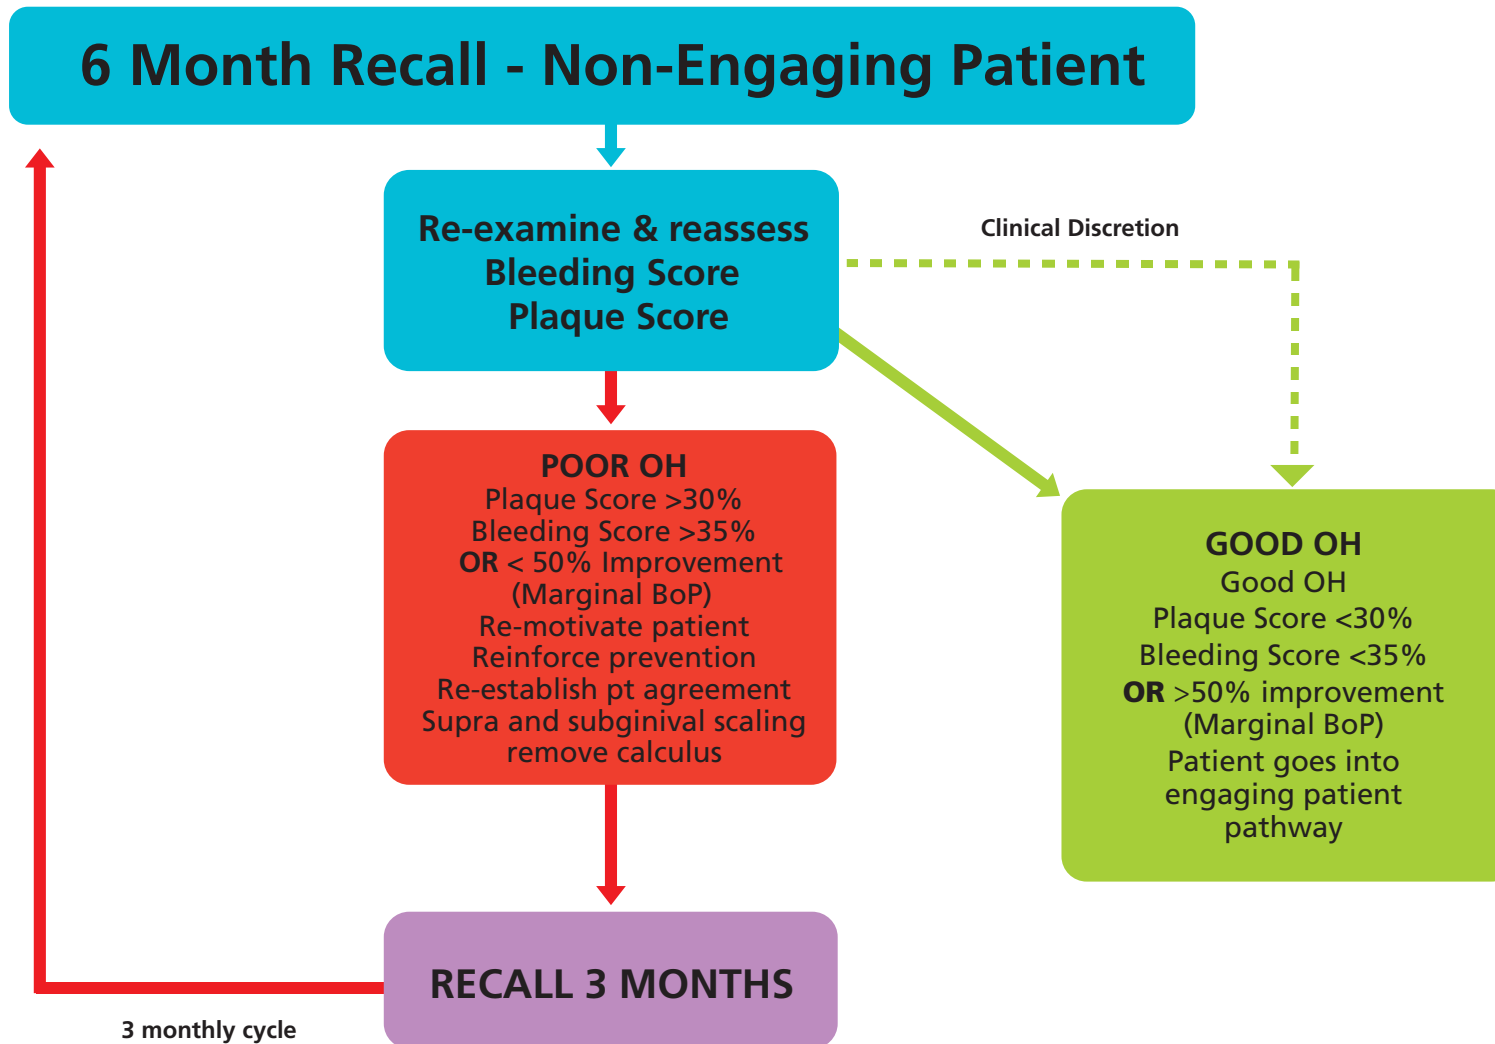 6 Month Recall - Non-Engaging Patient
Re-examine & reassess
Bleeding Score
Plaque Score
Clinical Discretion
POOR OH
Plaque Score >30%
Bleeding Score >35%
OR < 50% Improvement
(Marginal BoP)
Re-motivate patient
Reinforce prevention
Re-establish pt agreement
Supra and subginival scaling
remove calculus
GOOD OH
Good OH
Plaque Score <30%
Bleeding Score <35%
OR >50% improvement
(Marginal BoP)
Patient goes into
engaging patient
pathway
RECALL 3 MONTHS
3 monthly cycle